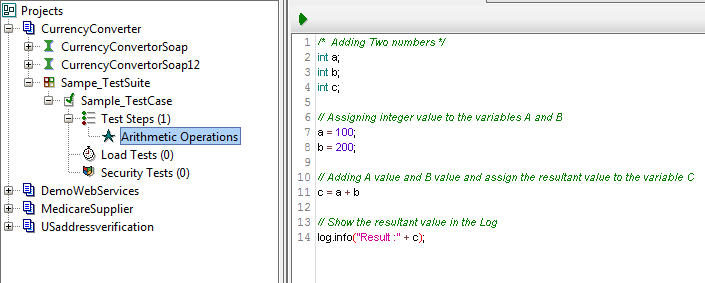 Projects
CurrencyConverter
CurrencyConvertorSoap
CurrencyConvertorSoap12
Sampe_TestSuite
Sample_TestCase
Test Steps (1)
Arithmetic Operations
Load Tests (0)
Security Tests (0)
DemoWebServices
MedicareSupplier
USaddressverification
1 /* Adding Two numbers */
2 int a;
3 int b;
4 int c;
5
6 // Assigning integer value to the variables A and B
7 a = 100;
8 b = 200;
9
10 // Adding A value and B value and assign the resultant value to the variable C
11 c = a + b
12
13 // Show the resultant value in the Log
14 log.info("Result :" + c);